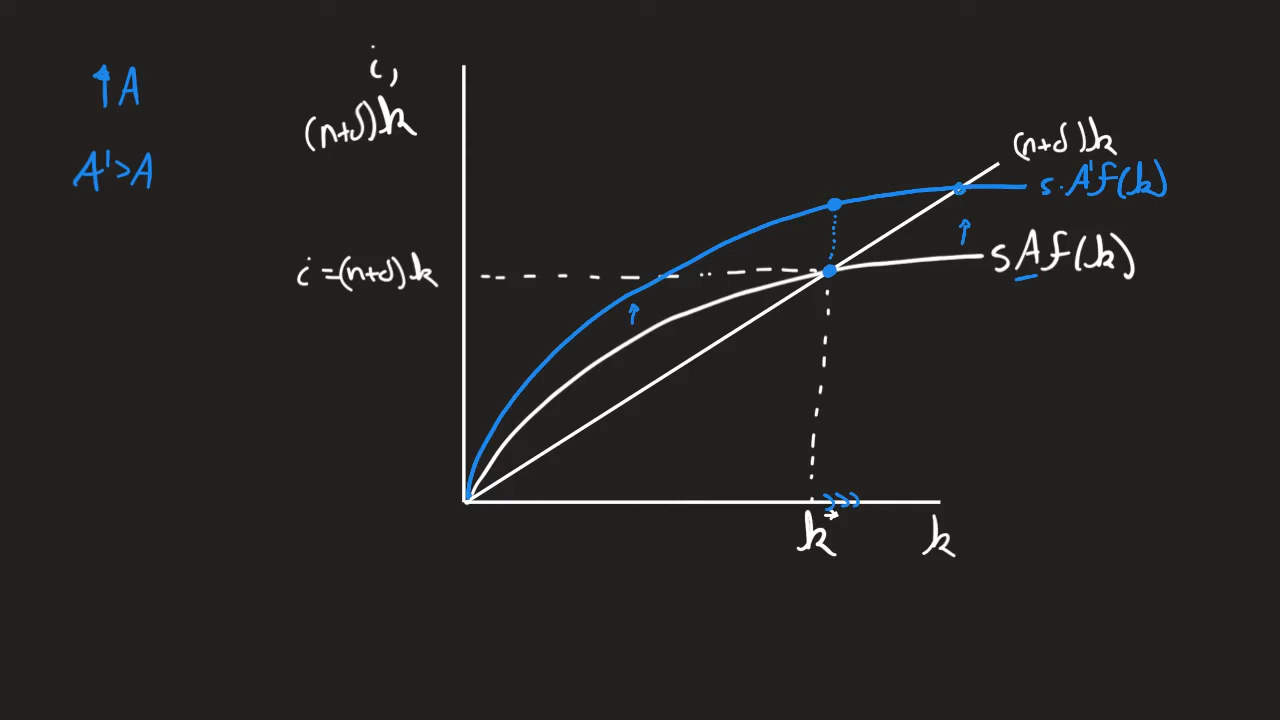 ↑A
A'>A
i,
(n+δ)k
(n+δ)k
s·A'f(k)
sAf(k)
i=(n+δ)k
k*
k